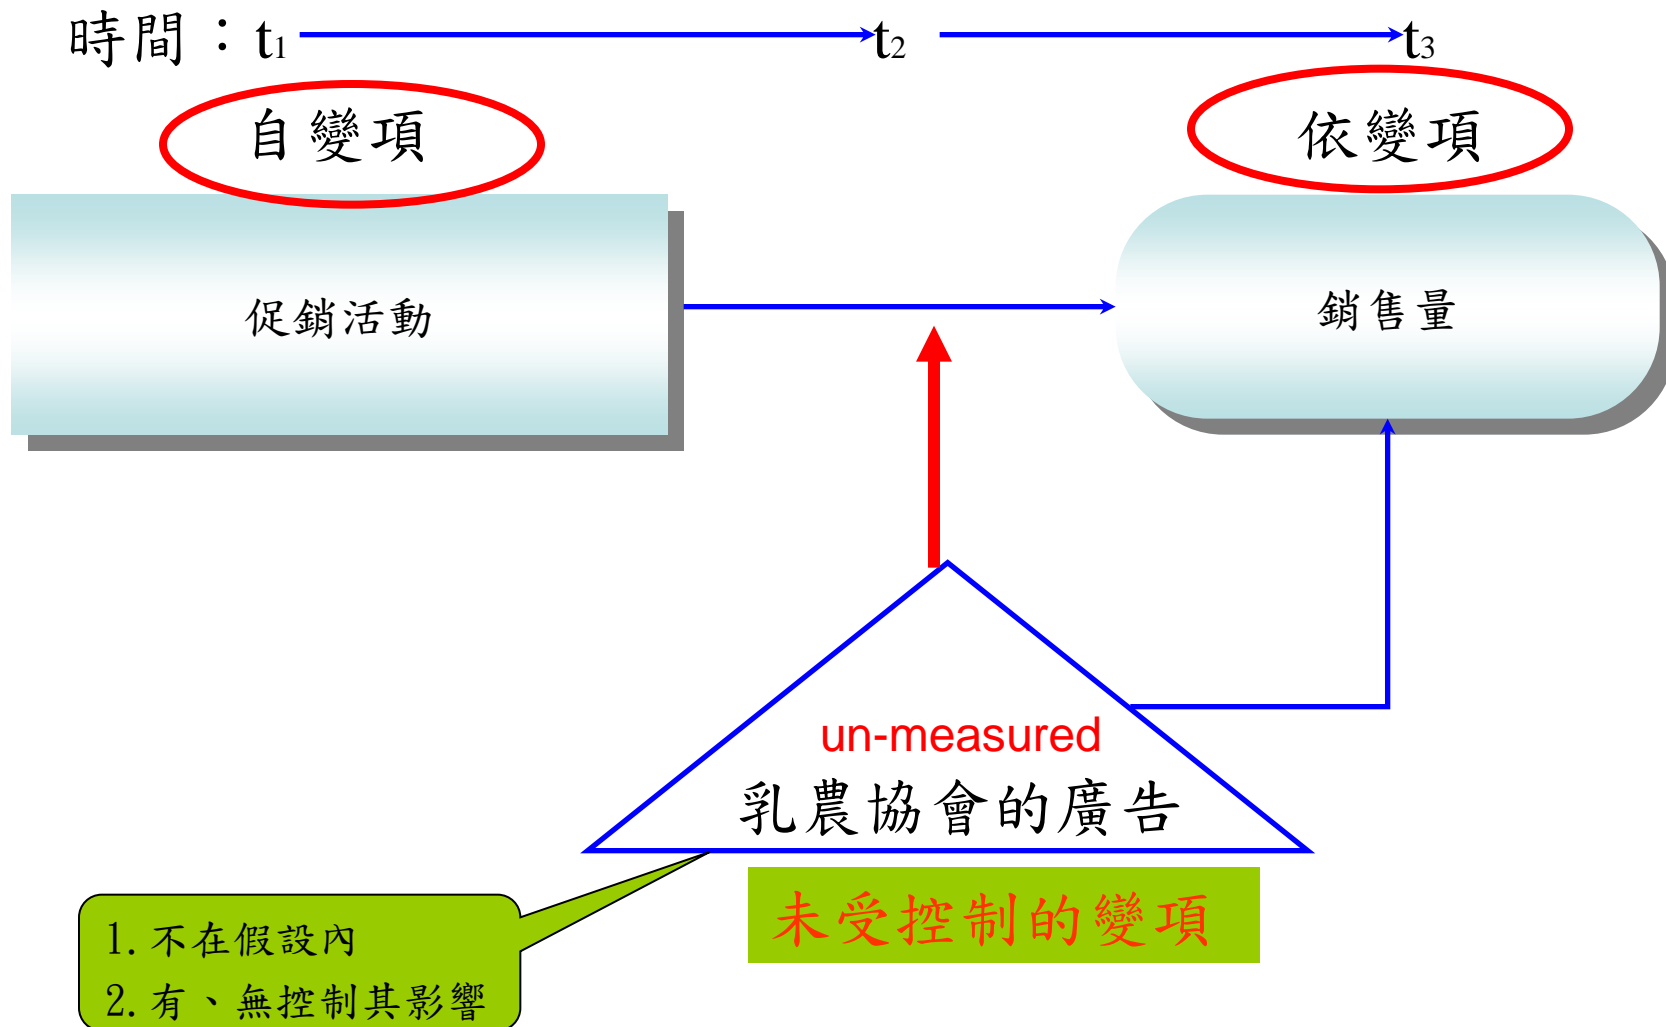 時間：t1 t2 t3
自變項
依變項
促銷活動
銷售量
un-measured
乳農協會的廣告
未受控制的變項
1.不在假設內
2.有、無控制其影響